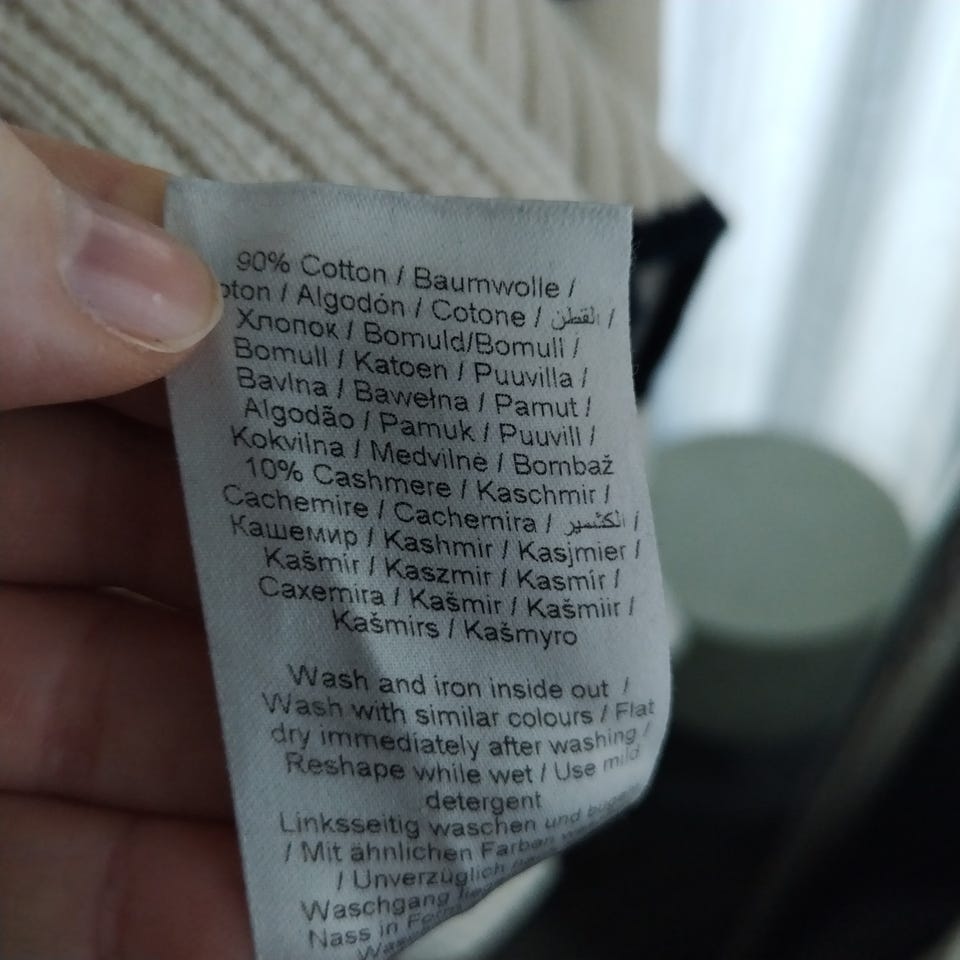 90% Cotton / Baumwolle /
/ Algodón / Cotone / القطن /
Хлопок / Bomuld/Bomull /
Bomull / Katoen / Puuvilla /
Bavlna / Bawełna / Pamut /
Algodão / Pamuk / Puuvill /
Kokvilna / Medvilnė / Bombaž
10% Cashmere / Kaschmir /
Cachemire / Cachemira / الكشمير /
Кашемир / Kashmir / Kasjmier /
Kašmír / Kaszmir / Kasmír /
Caxemira / Kašmir / Kašmiir /
Kašmirs / Kašmyro
Wash and iron inside out /
Wash with similar colours / Flat
dry immediately after washing /
Reshape while wet / Use mild
detergent
Linksseitig waschen und
/ Mit ähnlichen Farben
/ Unverzüglich
Waschgang
Nass in